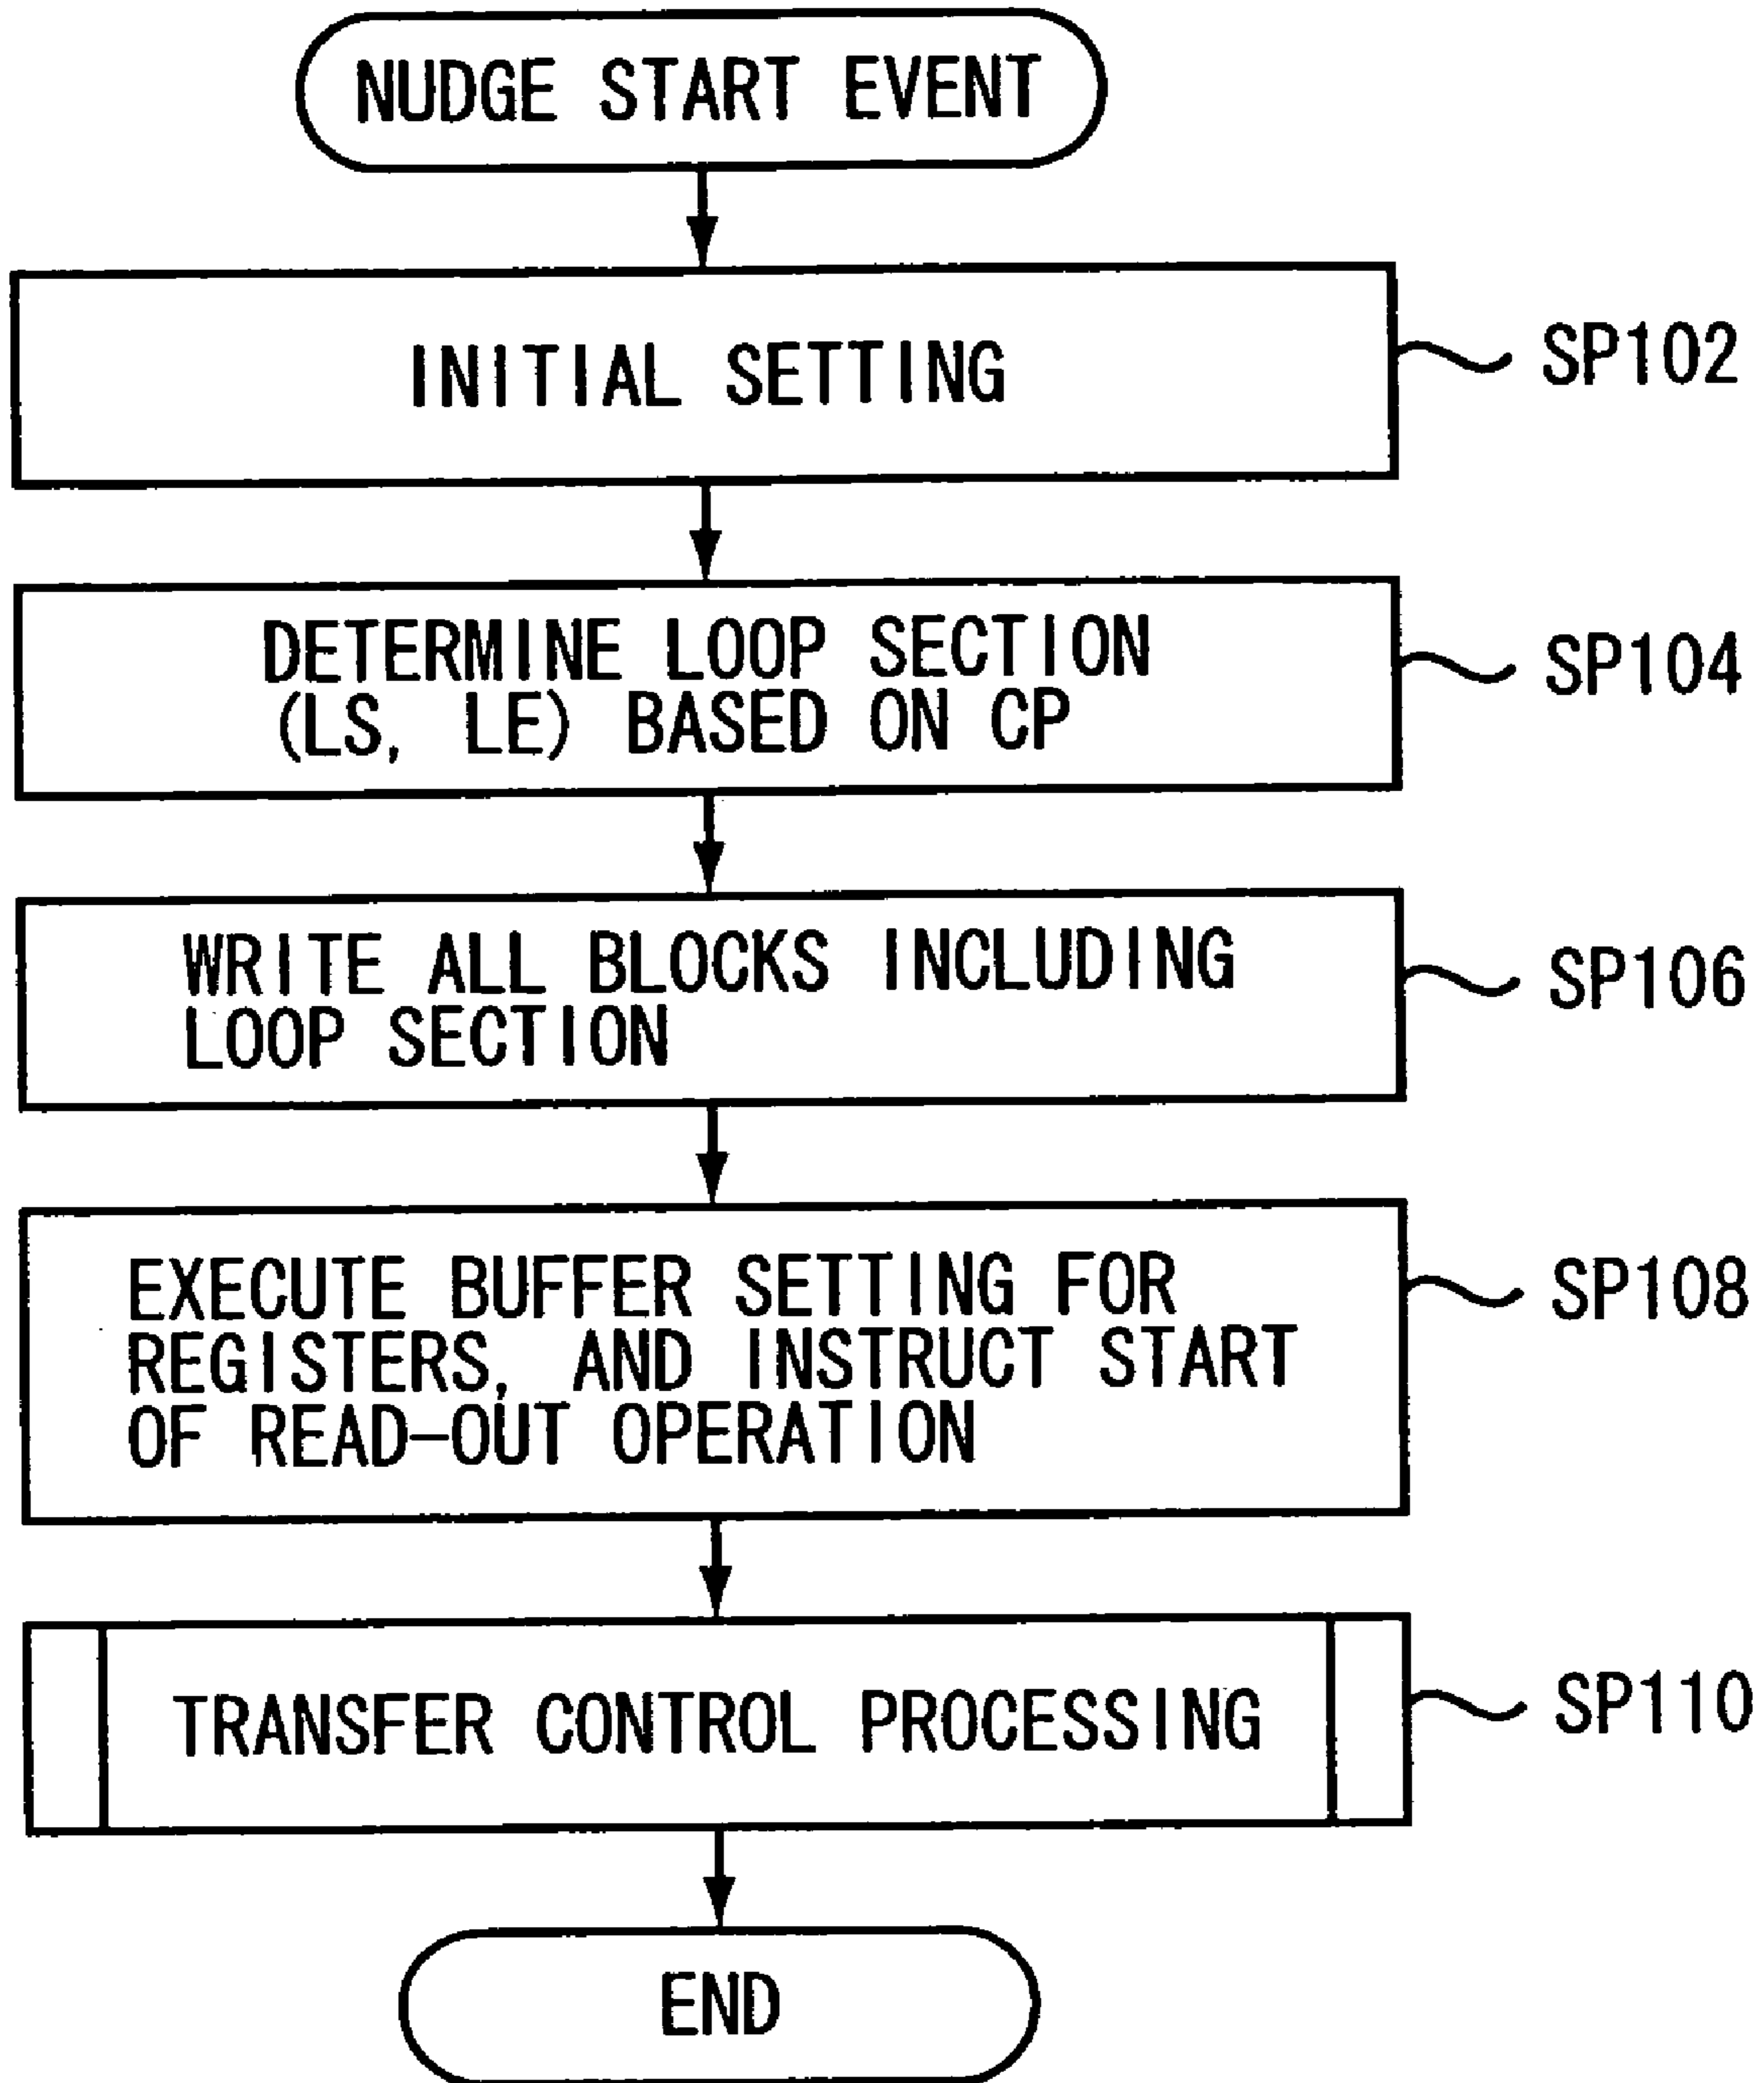 NUDGE START EVENT
INITIAL SETTING
SP102
DETERMINE LOOP SECTION
(LS, LE) BASED ON CP
SP104
WRITE ALL BLOCKS INCLUDING
LOOP SECTION
SP106
EXECUTE BUFFER SETTING FOR
REGISTERS, AND INSTRUCT START
OF READ-OUT OPERATION
SP108
TRANSFER CONTROL PROCESSING
SP110
END